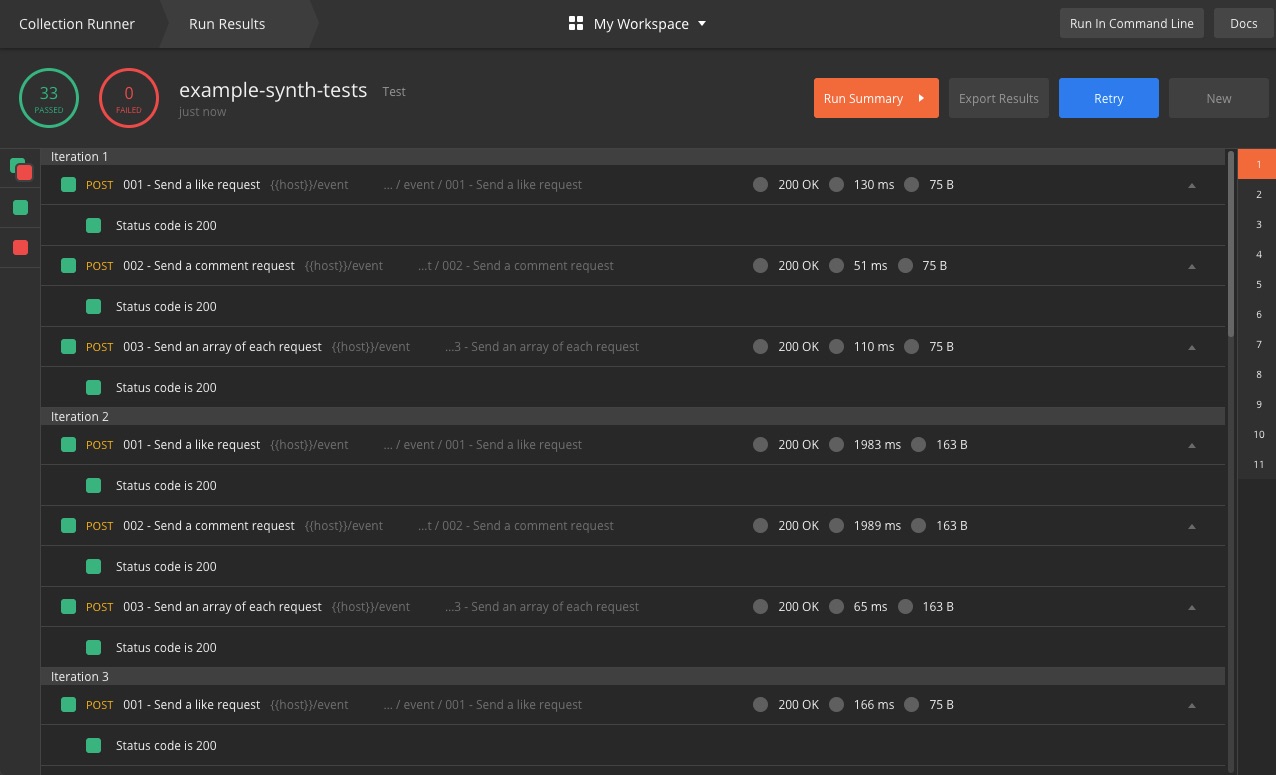 Collection Runner Run Results My Workspace Run In Command Line Docs
33 PASSED 0 FAILED example-synth-tests Test
just now
Run Summary Export Results Retry New
Iteration 1
POST 001 - Send a like request {{host}}/event ... / event / 001 - Send a like request 200 OK 130 ms 75 B
Status code is 200
POST 002 - Send a comment request {{host}}/event ...t / 002 - Send a comment request 200 OK 51 ms 75 B
Status code is 200
POST 003 - Send an array of each request {{host}}/event ...3 - Send an array of each request 200 OK 110 ms 75 B
Status code is 200
Iteration 2
POST 001 - Send a like request {{host}}/event ... / event / 001 - Send a like request 200 OK 1983 ms 163 B
Status code is 200
POST 002 - Send a comment request {{host}}/event ...t / 002 - Send a comment request 200 OK 1989 ms 163 B
Status code is 200
POST 003 - Send an array of each request {{host}}/event ...3 - Send an array of each request 200 OK 65 ms 163 B
Status code is 200
Iteration 3
POST 001 - Send a like request {{host}}/event ... / event / 001 - Send a like request 200 OK 166 ms 75 B
Status code is 200
1
2
3
4
5
6
7
8
9
10
11